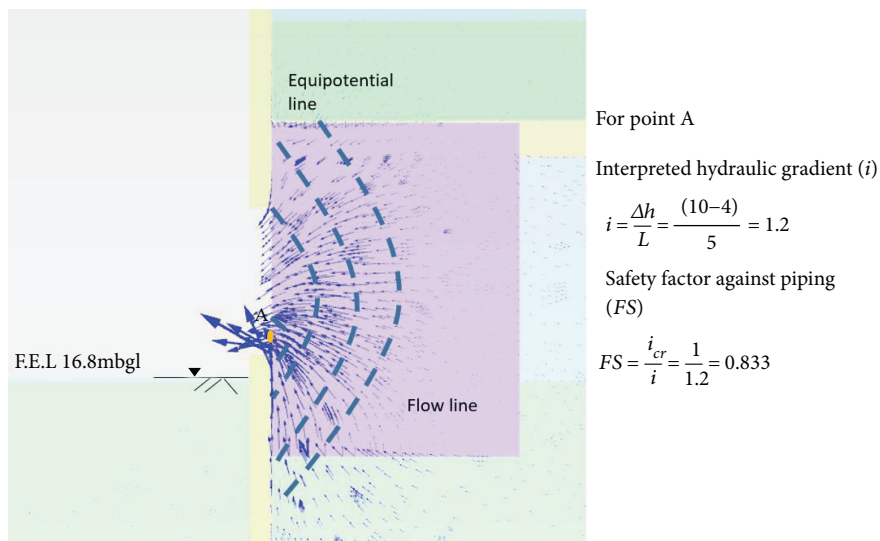 Equipotential
line
A
F.E.L 16.8mbgl
Flow line
For point A
Interpreted hydraulic gradient (i)
i = Δh/L = (10−4)/5 = 1.2
Safety factor against piping
(FS)
FS = i_cr/i = 1/1.2 = 0.833